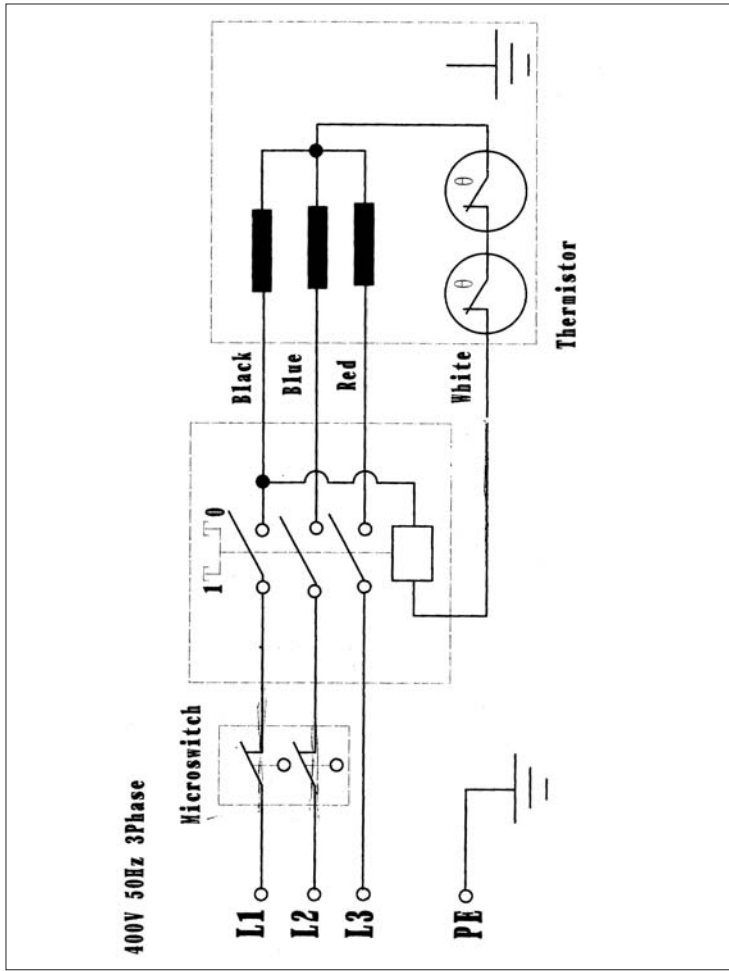 400V 50Hz 3Phase
Microswitch
L1
L2
L3
PE
1
0
Black
Blue
Red
White
θ
θ
Thermistor